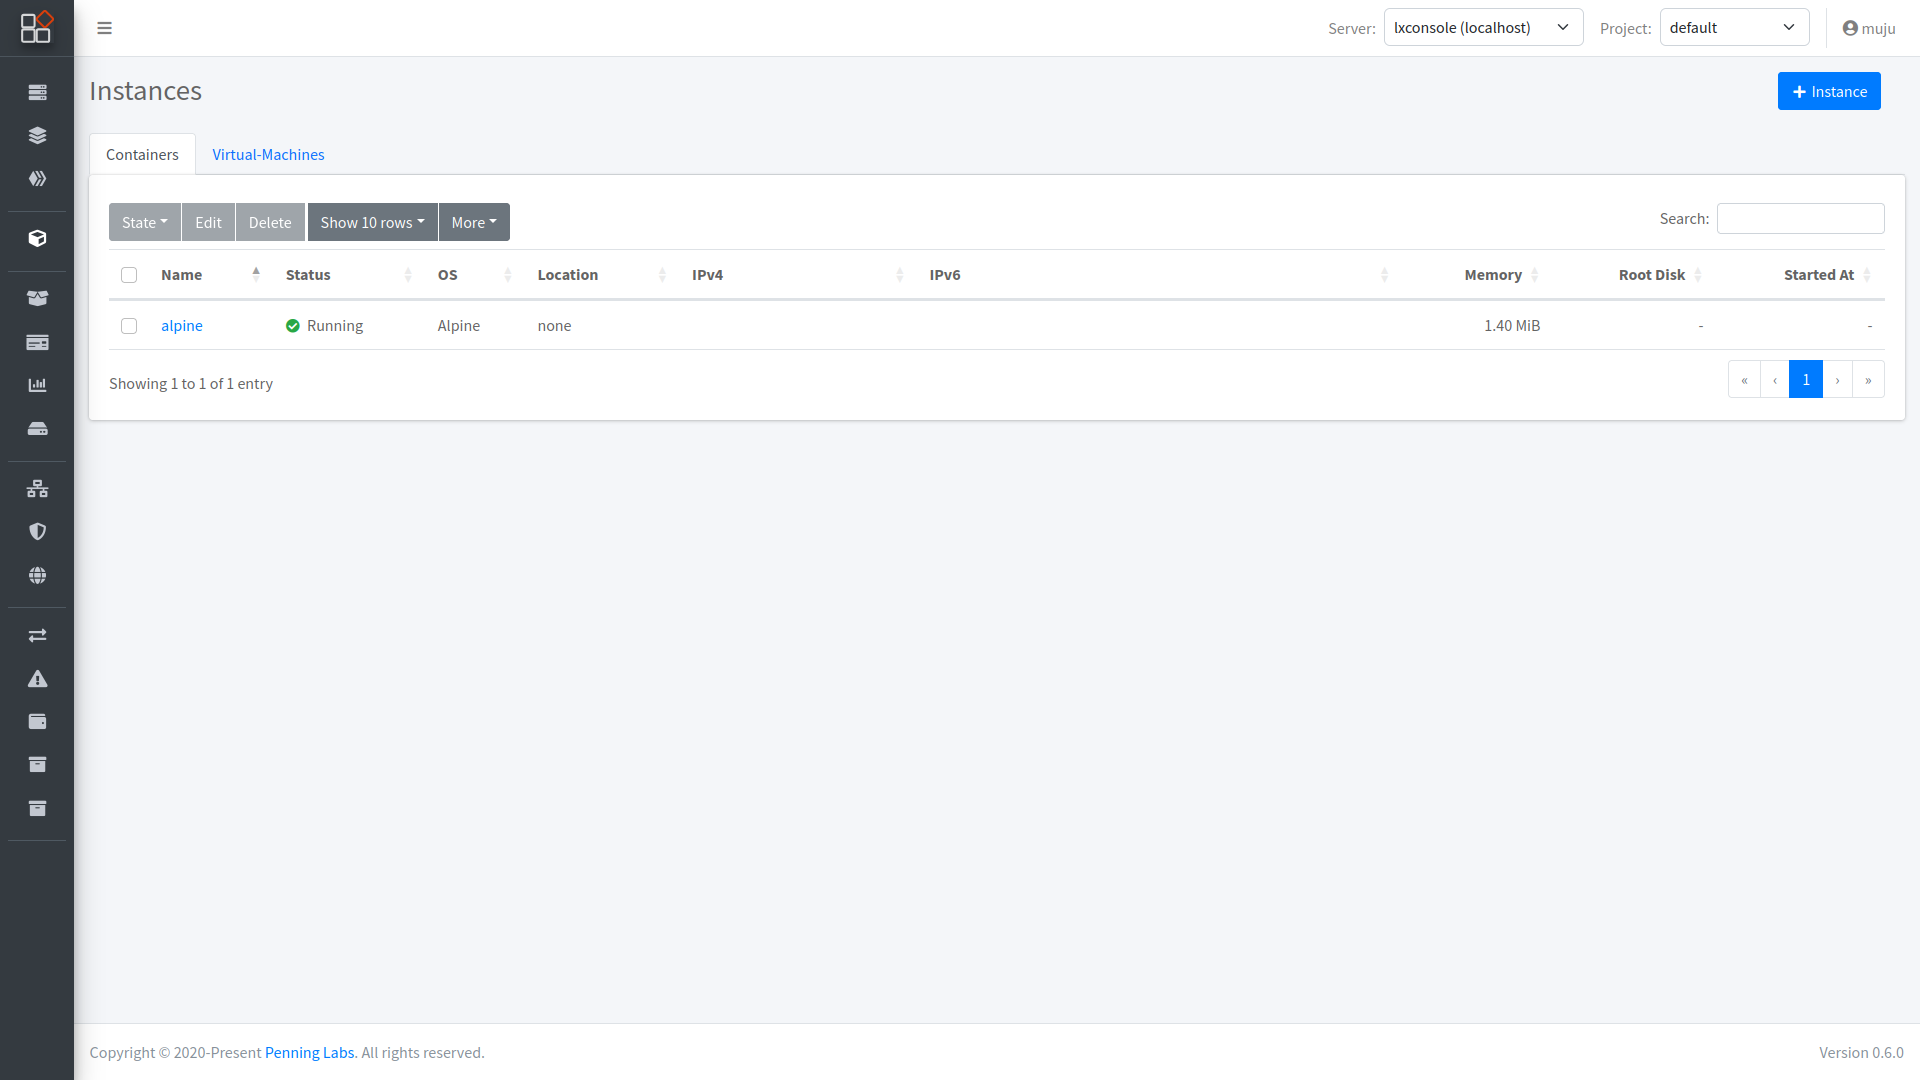 Server: lxconsole (localhost) Project: default muju
Instances
Instance
Containers Virtual-Machines
State Edit Delete Show 10 rows More Search:
Name Status OS Location IPv4 IPv6 Memory Root Disk Started At
alpine Running Alpine none 1.40 MiB - -
Showing 1 to 1 of 1 entry « ‹ 1 › »
Copyright © 2020-Present Penning Labs. All rights reserved. Version 0.6.0